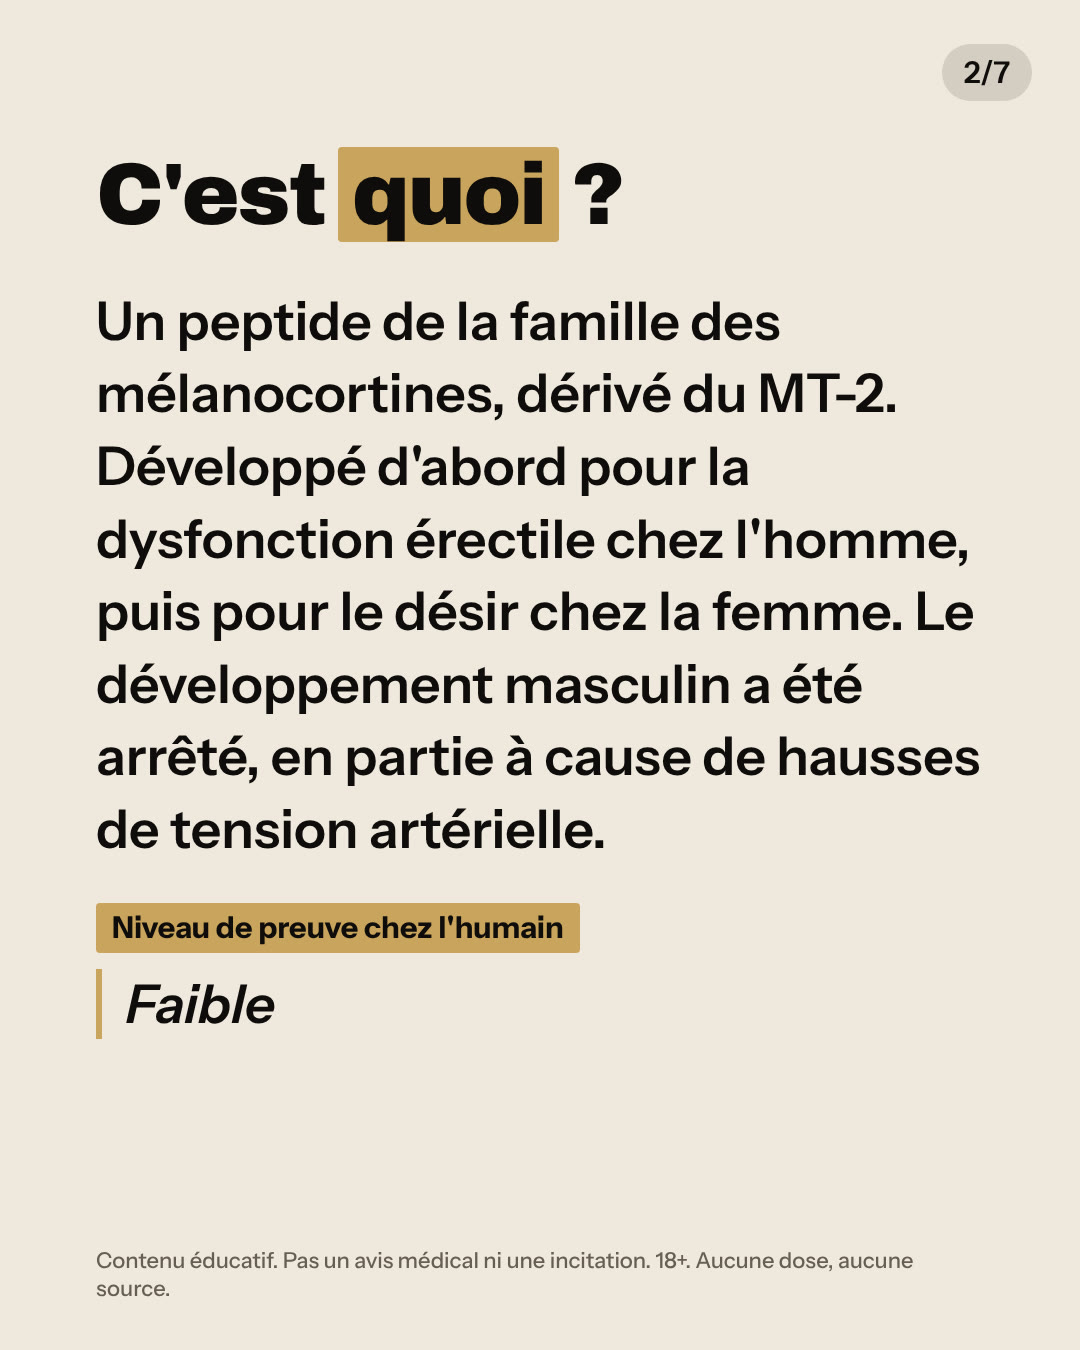 2/7
C'est quoi ?
Un peptide de la famille des
mélanocortines, dérivé du MT-2.
Développé d'abord pour la
dysfonction érectile chez l'homme,
puis pour le désir chez la femme. Le
développement masculin a été
arrêté, en partie à cause de hausses
de tension artérielle.
Niveau de preuve chez l'humain
Faible
Contenu éducatif. Pas un avis médical ni une incitation. 18+. Aucune dose, aucune
source.